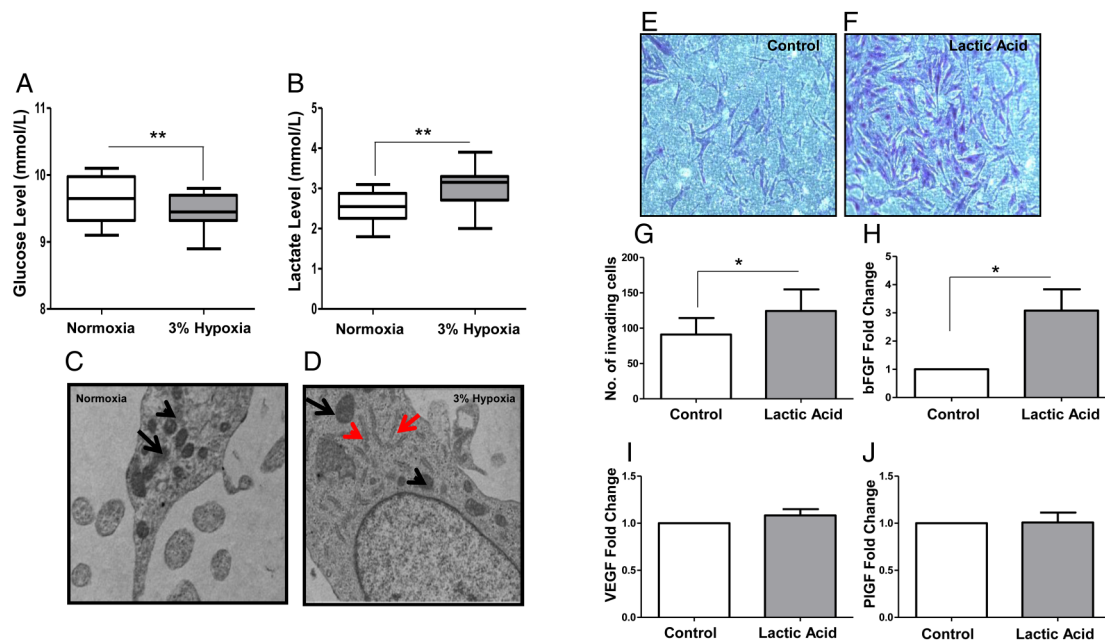 A
Glucose Level (mmol/L)
11
10
9
8
**
Normoxia
3% Hypoxia
B
Lactate Level (mmol/L)
5
4
3
2
1
0
**
Normoxia
3% Hypoxia
C
Normoxia
D
3% Hypoxia
E
Control
F
Lactic Acid
G
No. of invading cells
200
150
100
50
0
*
Control
Lactic Acid
H
bFGF Fold Change
5
4
3
2
1
0
*
Control
Lactic Acid
I
VEGF Fold Change
1.5
1.0
0.5
0.0
Control
Lactic Acid
J
PlGF Fold Change
1.5
1.0
0.5
0.0
Control
Lactic Acid